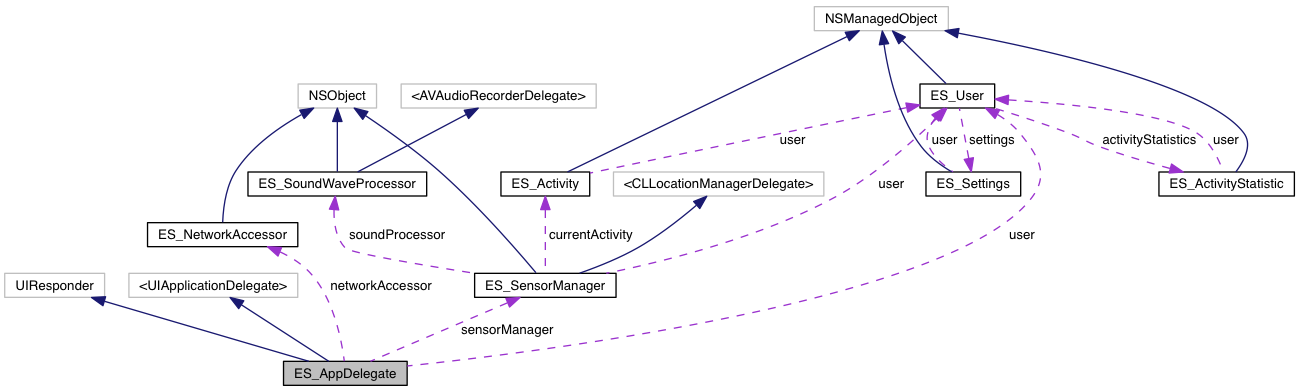 NSManagedObject
NSObject
<AVAudioRecorderDelegate>
ES_User
user
user
settings
activityStatistics
user
ES_SoundWaveProcessor
ES_Activity
<CLLocationManagerDelegate>
ES_Settings
ES_ActivityStatistic
user
ES_NetworkAccessor
soundProcessor
currentActivity
user
UIResponder
<UIApplicationDelegate>
networkAccessor
ES_SensorManager
sensorManager
ES_AppDelegate